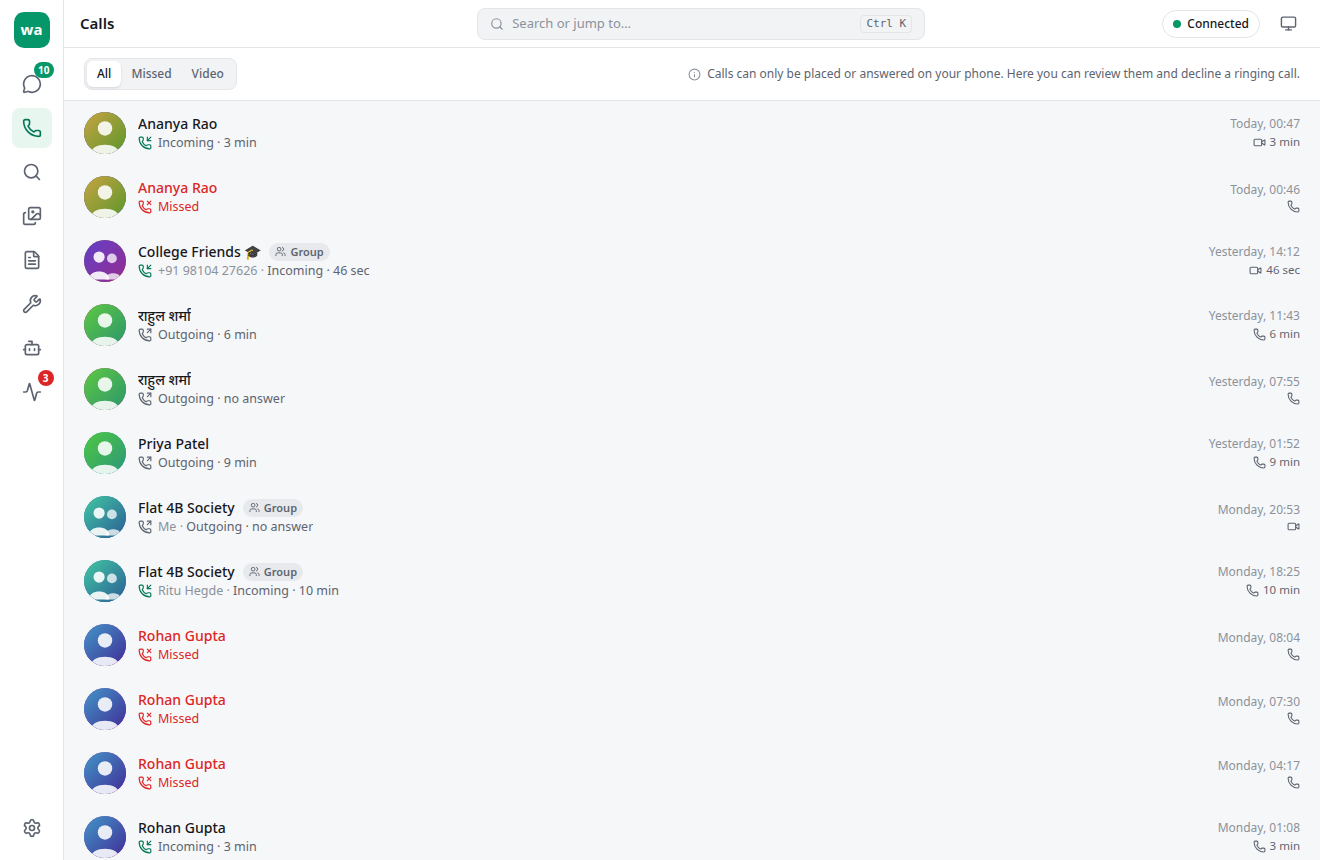 wa
Calls
Search or jump to...
Ctrl K
Connected
10
3
All Missed Video
Calls can only be placed or answered on your phone. Here you can review them and decline a ringing call.
Ananya Rao
Today, 00:47
Incoming · 3 min
3 min
Ananya Rao
Today, 00:46
Missed
College Friends 🎓 Group
Yesterday, 14:12
+91 98104 27626 · Incoming · 46 sec
46 sec
राहुल शर्मा
Yesterday, 11:43
Outgoing · 6 min
6 min
राहुल शर्मा
Yesterday, 07:55
Outgoing · no answer
Priya Patel
Yesterday, 01:52
Outgoing · 9 min
9 min
Flat 4B Society Group
Monday, 20:53
Me · Outgoing · no answer
Flat 4B Society Group
Monday, 18:25
Ritu Hegde · Incoming · 10 min
10 min
Rohan Gupta
Monday, 08:04
Missed
Rohan Gupta
Monday, 07:30
Missed
Rohan Gupta
Monday, 04:17
Missed
Rohan Gupta
Monday, 01:08
Incoming · 3 min
3 min